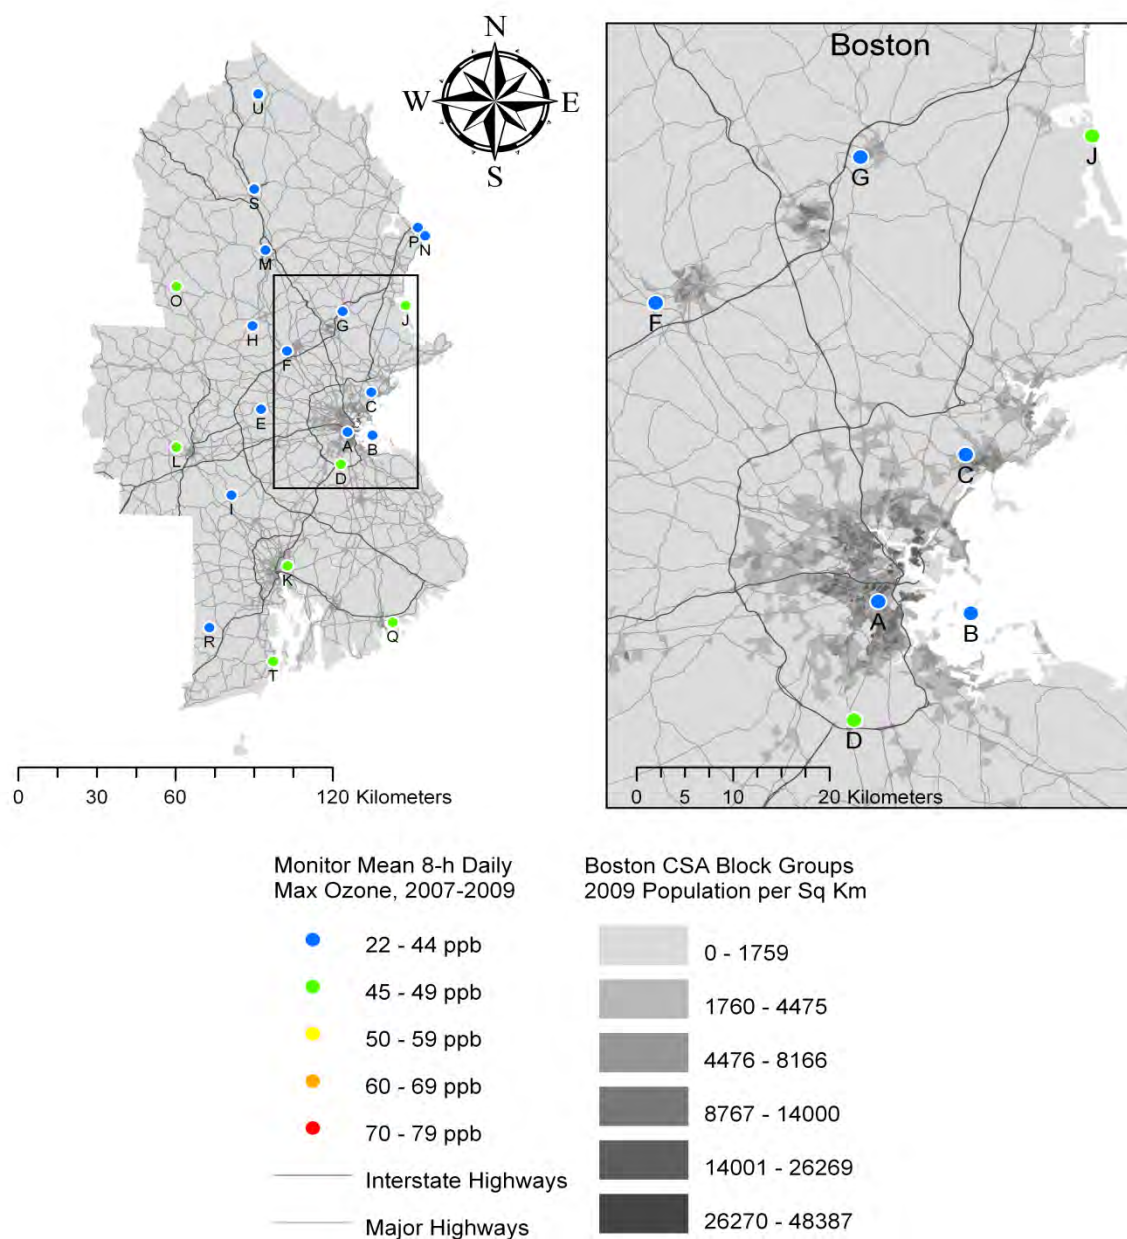 N
W E
S
U
S
P N
M
O
J
G
H
F
C
E
A B
L
D
I
K
Q
R
T
0 30 60 120 Kilometers
Boston
J
G
F
C
A
B
D
0 5 10 20 Kilometers
Monitor Mean 8-h Daily
Max Ozone, 2007-2009
22 - 44 ppb
45 - 49 ppb
50 - 59 ppb
60 - 69 ppb
70 - 79 ppb
Interstate Highways
Major Highways
Boston CSA Block Groups
2009 Population per Sq Km
0 - 1759
1760 - 4475
4476 - 8166
8767 - 14000
14001 - 26269
26270 - 48387